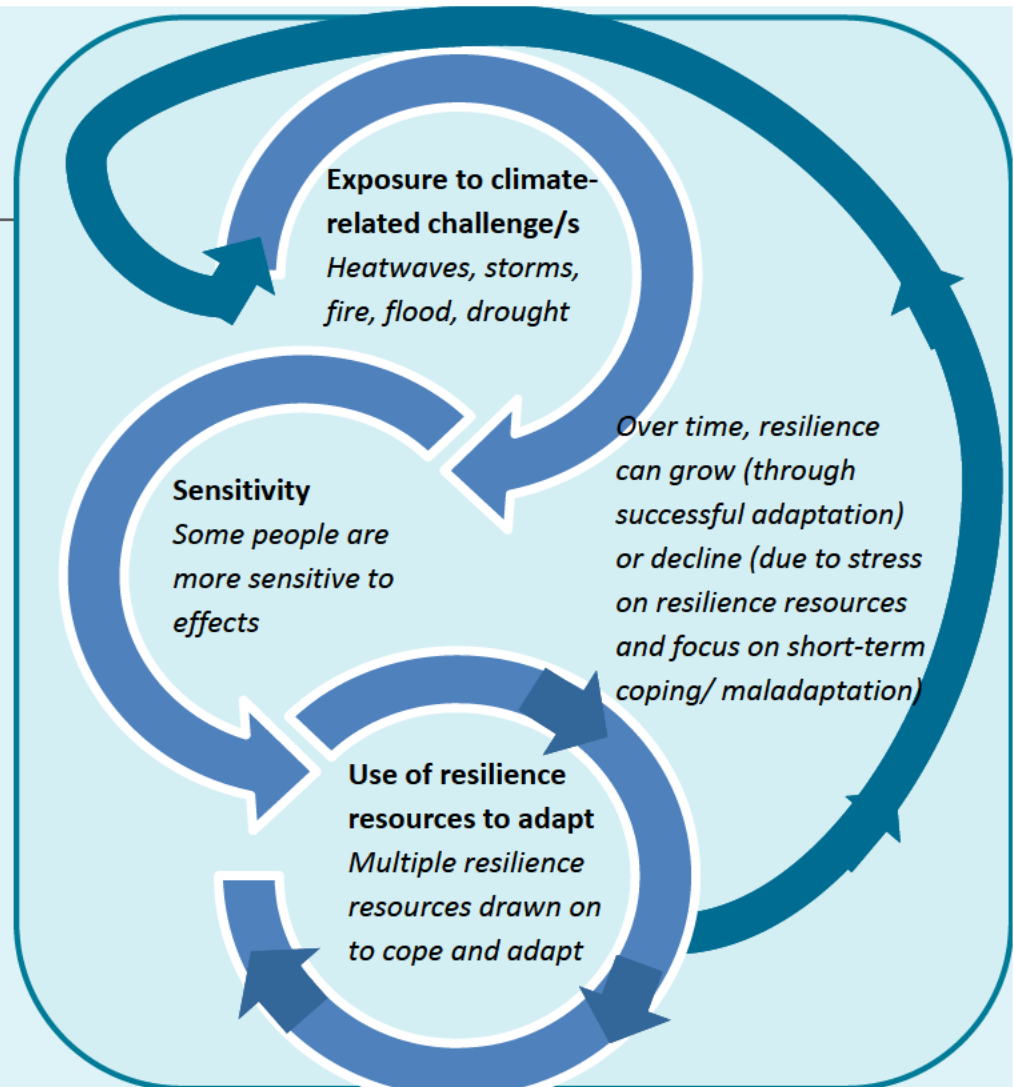 Exposure to climate-
related challenge/s
Heatwaves, storms,
fire, flood, drought
Sensitivity
Some people are
more sensitive to
effects
Over time, resilience
can grow (through
successful adaptation)
or decline (due to stress
on resilience resources
and focus on short-term
coping/ maladaptation)
Use of resilience
resources to adapt
Multiple resilience
resources drawn on
to cope and adapt